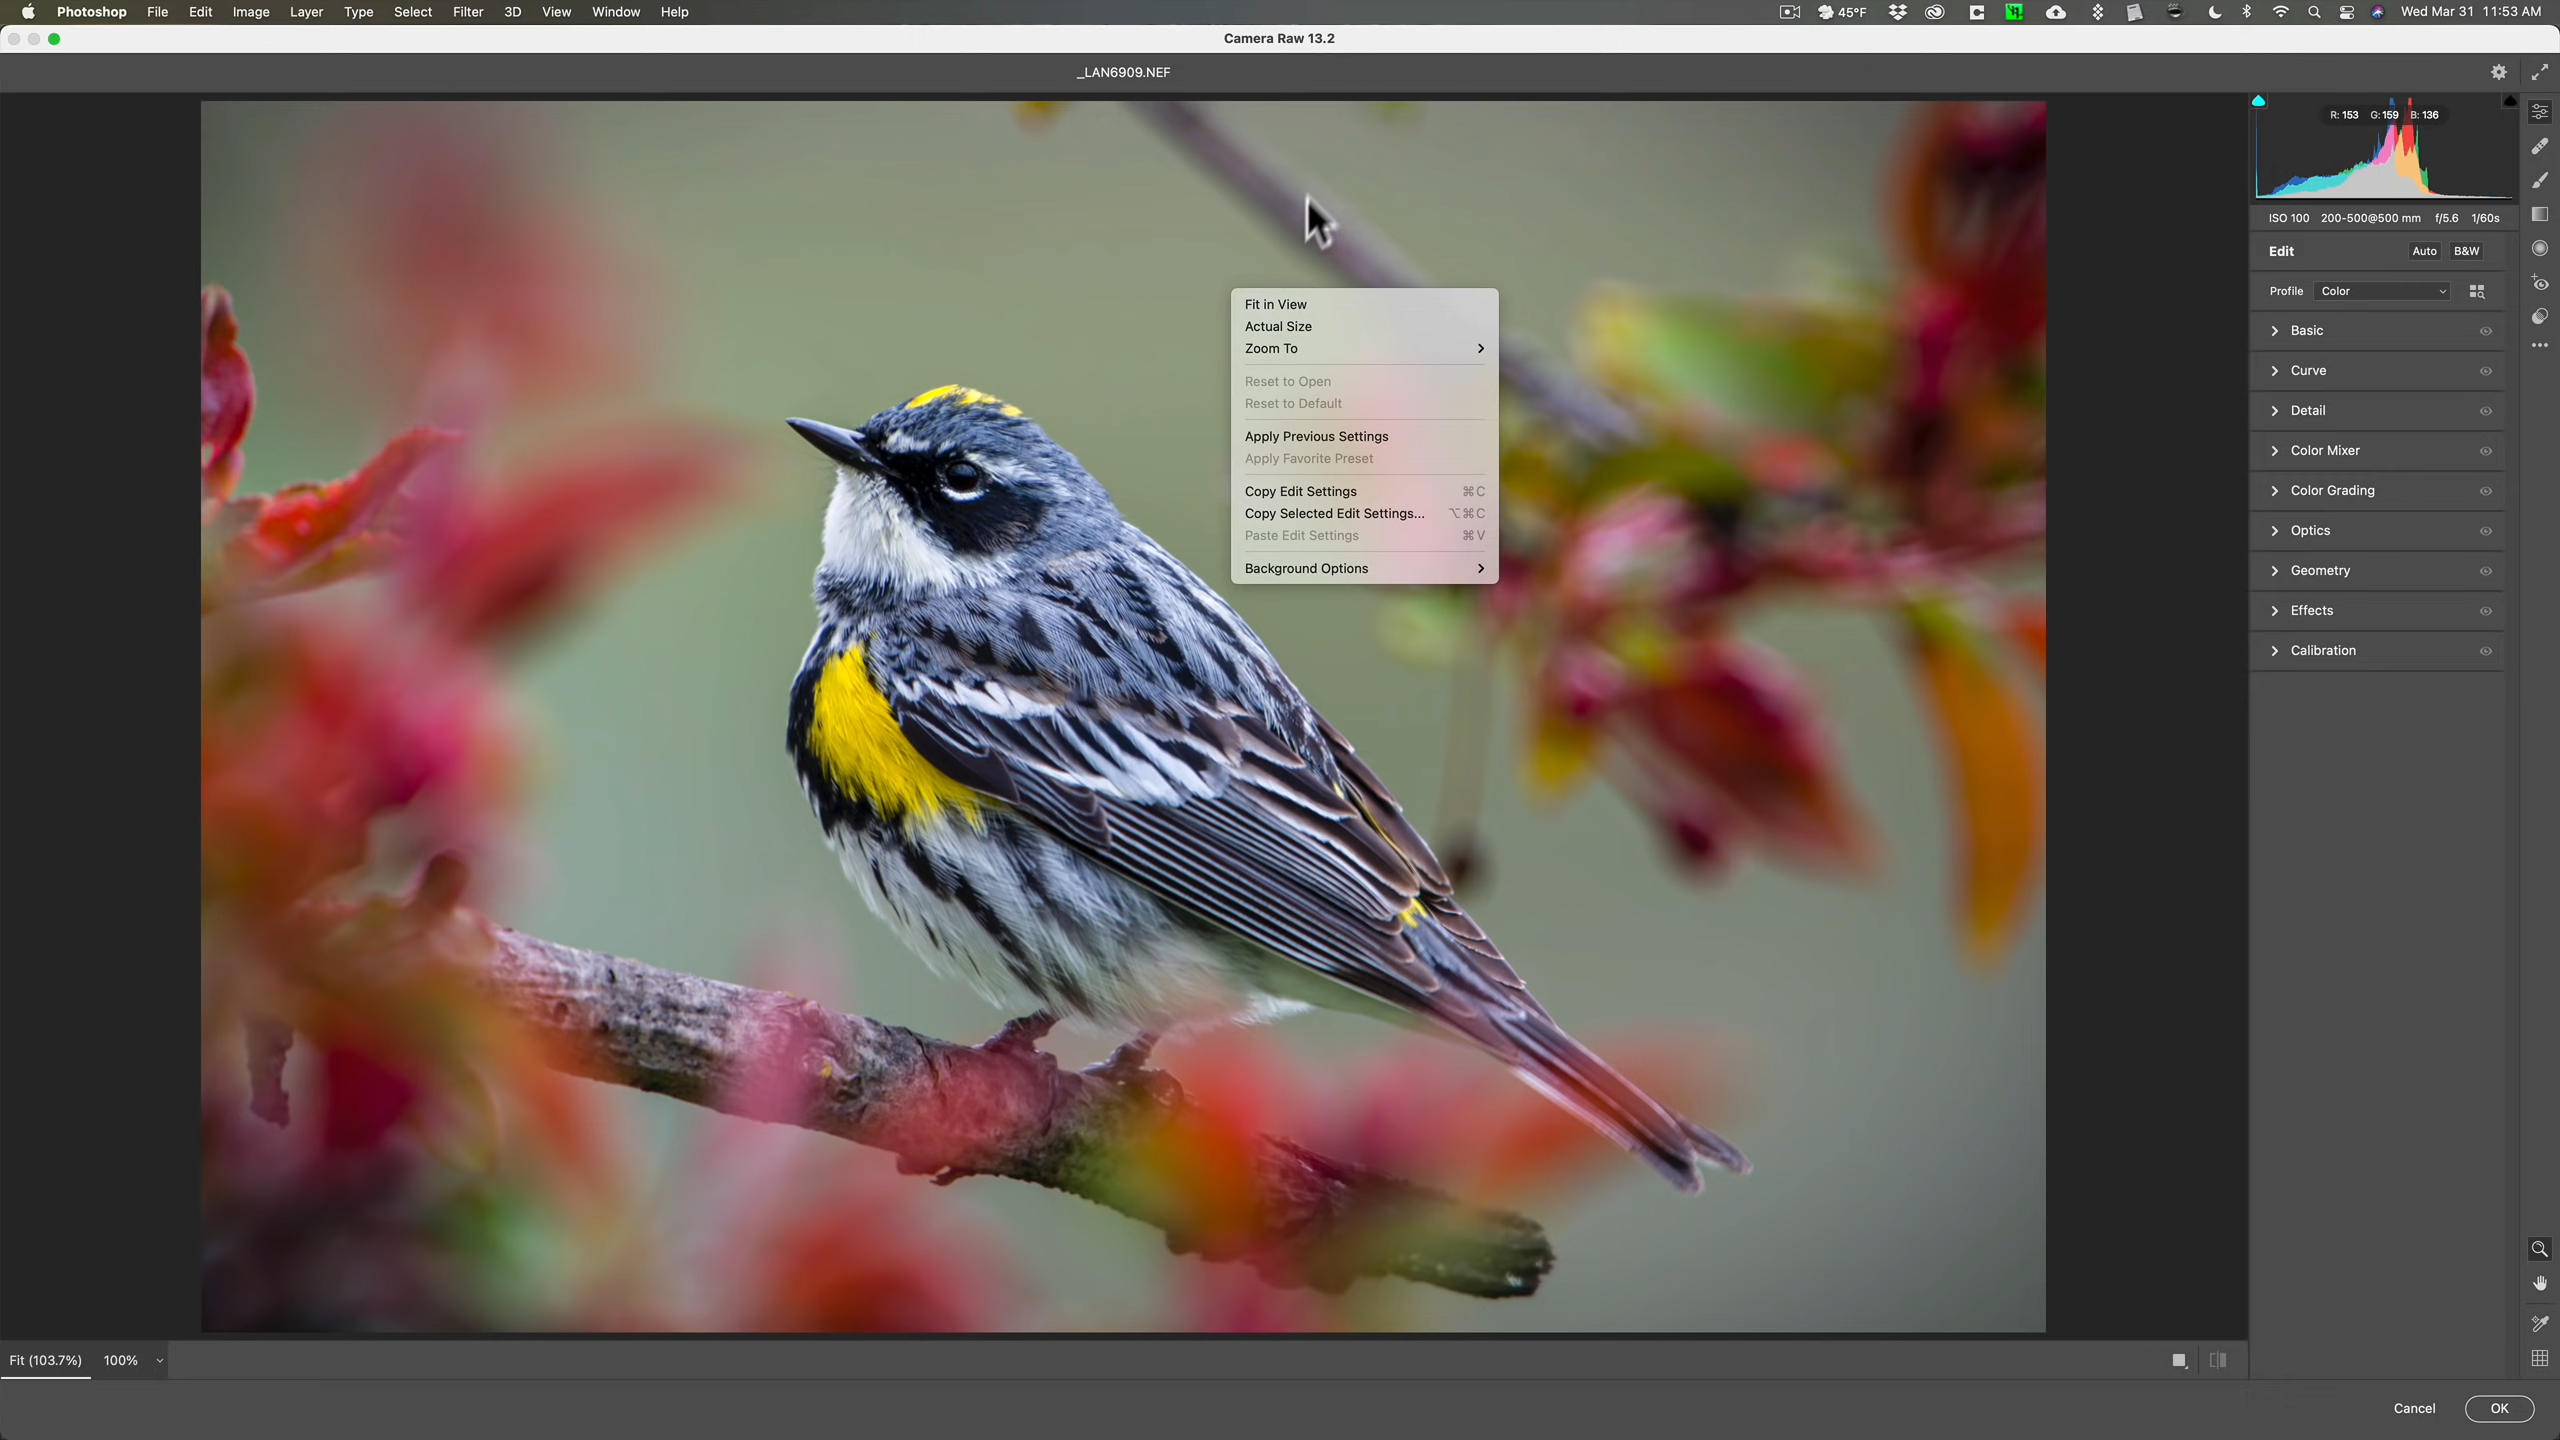 Photoshop File Edit Image Layer Type Select Filter 3D View Window Help 45°F Wed Mar 31 11:53 AM
Camera Raw 13.2
_LAN6909.NEF
R: 153 G: 159 B: 136
ISO 100 200-500@500 mm f/5.6 1/60s
Edit Auto B&W
Profile Color
Basic
Curve
Detail
Color Mixer
Color Grading
Optics
Geometry
Effects
Calibration
Fit in View
Actual Size
Zoom To
Reset to Open
Reset to Default
Apply Previous Settings
Apply Favorite Preset
Copy Edit Settings ⌘C
Copy Selected Edit Settings... ⌥⌘C
Paste Edit Settings ⌘V
Background Options
Fit (103.7%) 100%
Cancel OK